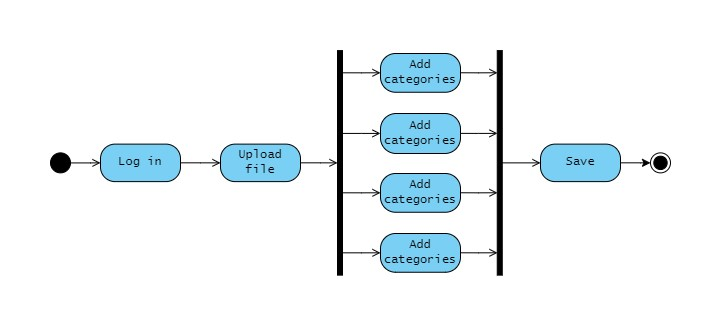 Add
categories
Add
categories
Log in
Upload
file
Save
Add
categories
Add
categories